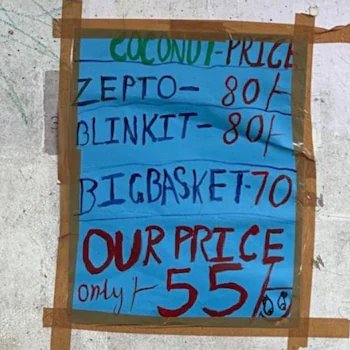 COCONUT-PRICE
ZEPTO- 80/-
BLINKIT- 80/-
BIGBASKET-70
OUR PRICE
only/- 55/-